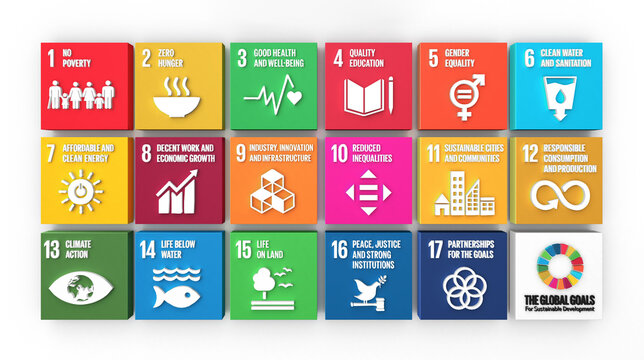 1 NO
POVERTY
2 ZERO
HUNGER
3 GOOD HEALTH
AND WELL-BEING
4 QUALITY
EDUCATION
5 GENDER
EQUALITY
6 CLEAN WATER
AND SANITATION
7 AFFORDABLE AND
CLEAN ENERGY
8 DECENT WORK AND
ECONOMIC GROWTH
9 INDUSTRY, INNOVATION
AND INFRASTRUCTURE
10 REDUCED
INEQUALITIES
11 SUSTAINABLE CITIES
AND COMMUNITIES
12 RESPONSIBLE
CONSUMPTION
AND PRODUCTION
13 CLIMATE
ACTION
14 LIFE BELOW
WATER
15 LIFE
ON LAND
16 PEACE, JUSTICE
AND STRONG
INSTITUTIONS
17 PARTNERSHIPS
FOR THE GOALS
THE GLOBAL GOALS
For Sustainable Development